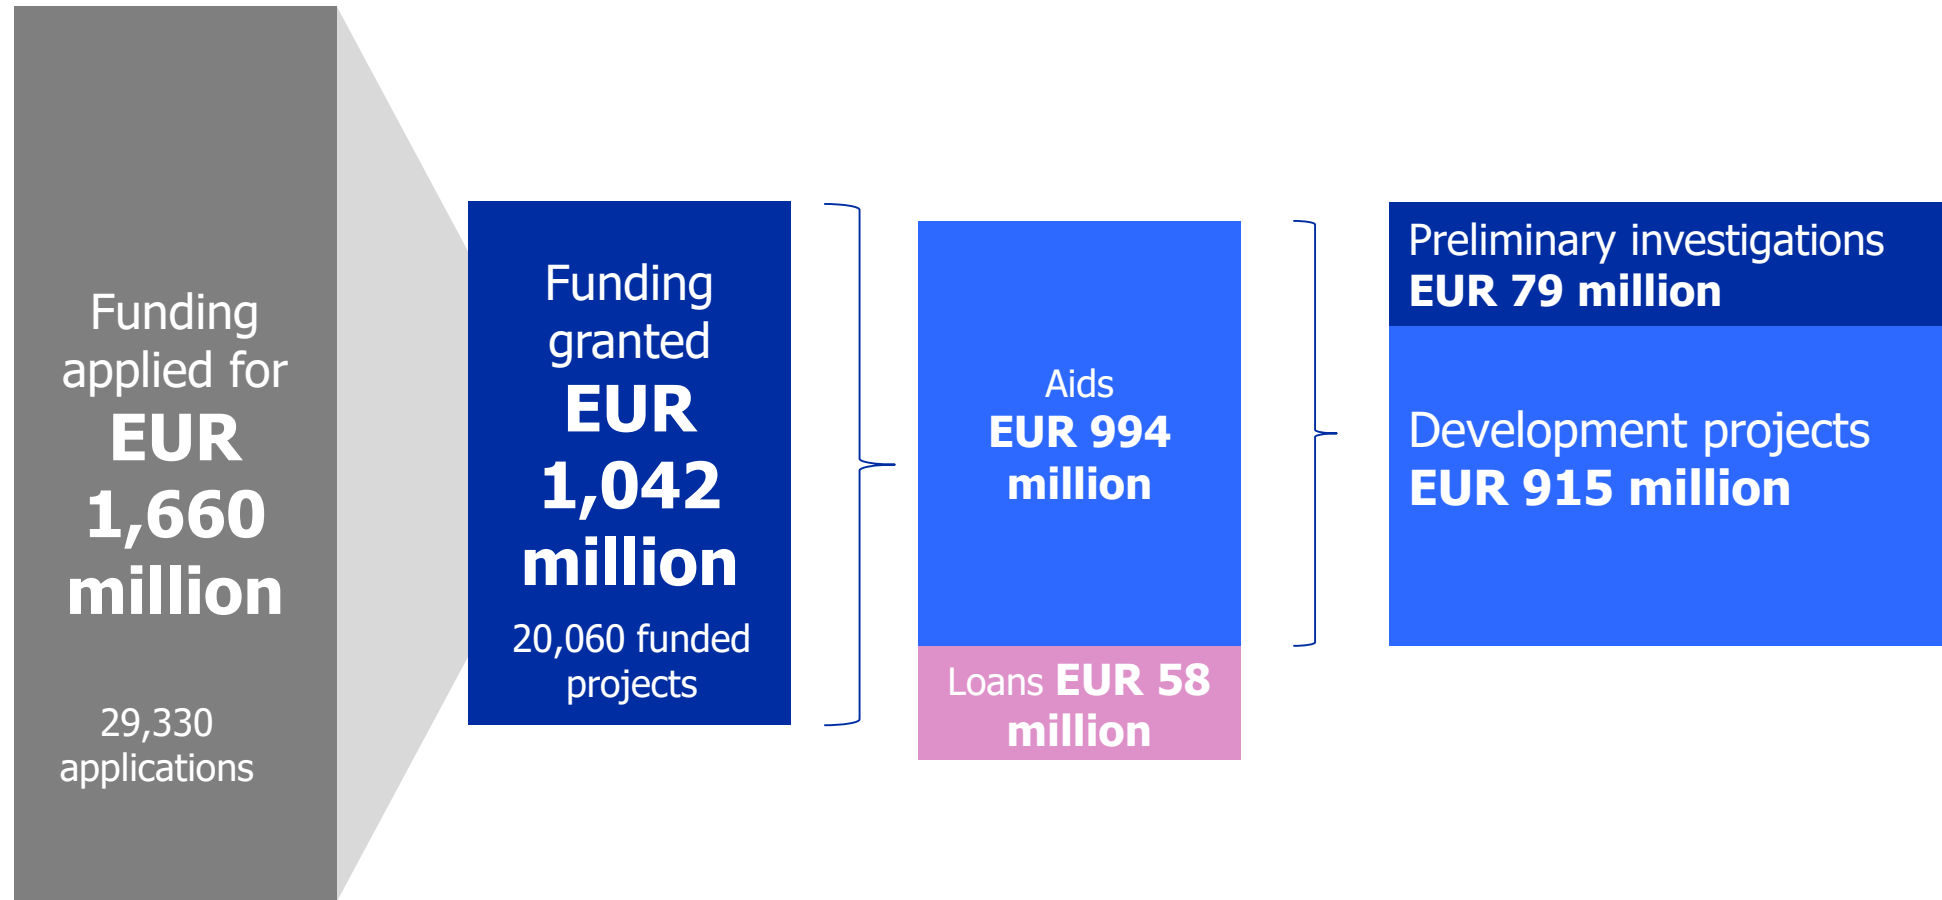 Funding
applied for
EUR
1,660
million
29,330
applications
Funding
granted
EUR
1,042
million
20,060 funded
projects
Aids
EUR 994
million
Loans EUR 58
million
Preliminary investigations
EUR 79 million
Development projects
EUR 915 million